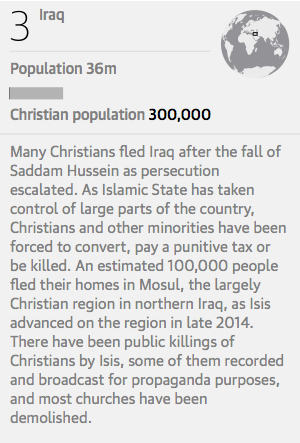 3 Iraq
Population 36m
Christian population 300,000
Many Christians fled Iraq after the fall of
Saddam Hussein as persecution
escalated. As Islamic State has taken
control of large parts of the country,
Christians and other minorities have been
forced to convert, pay a punitive tax or
be killed. An estimated 100,000 people
fled their homes in Mosul, the largely
Christian region in northern Iraq, as Isis
advanced on the region in late 2014.
There have been public killings of
Christians by Isis, some of them recorded
and broadcast for propaganda purposes,
and most churches have been
demolished.